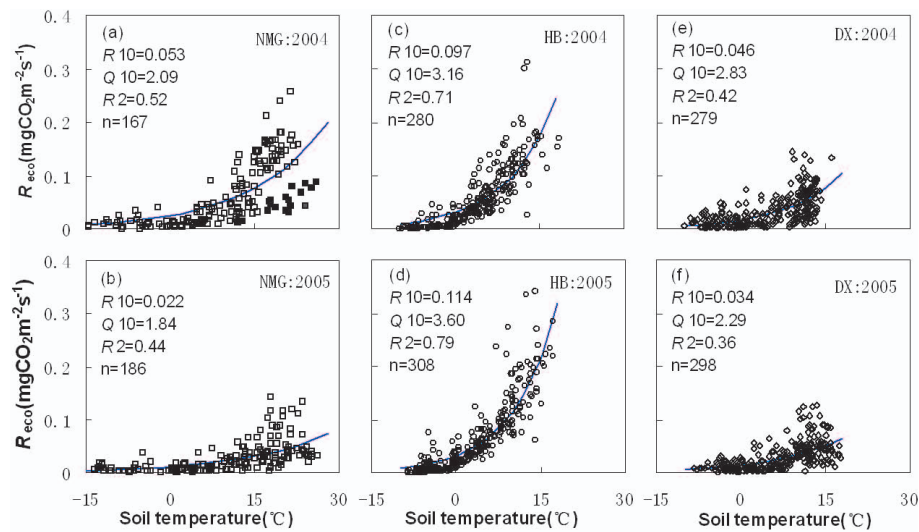 (a) NMG:2004
R 10=0.053
Q 10=2.09
R 2=0.52
n=167
(c) HB:2004
R 10=0.097
Q 10=3.16
R 2=0.71
n=280
(e) DX:2004
R 10=0.046
Q 10=2.83
R 2=0.42
n=279
0.4
0.3
0.2
0.1
0
Reco(mgCO2m-2s-1)
(b) NMG:2005
R 10=0.022
Q 10=1.84
R 2=0.44
n=186
(d) HB:2005
R 10=0.114
Q 10=3.60
R 2=0.79
n=308
(f) DX:2005
R 10=0.034
Q 10=2.29
R 2=0.36
n=298
0.4
0.3
0.2
0.1
0
Reco(mgCO2m-2s-1)
-15 0 15 30 -15 0 15 30 -15 0 15 30
Soil temperature(℃) Soil temperature(℃) Soil temperature(℃)